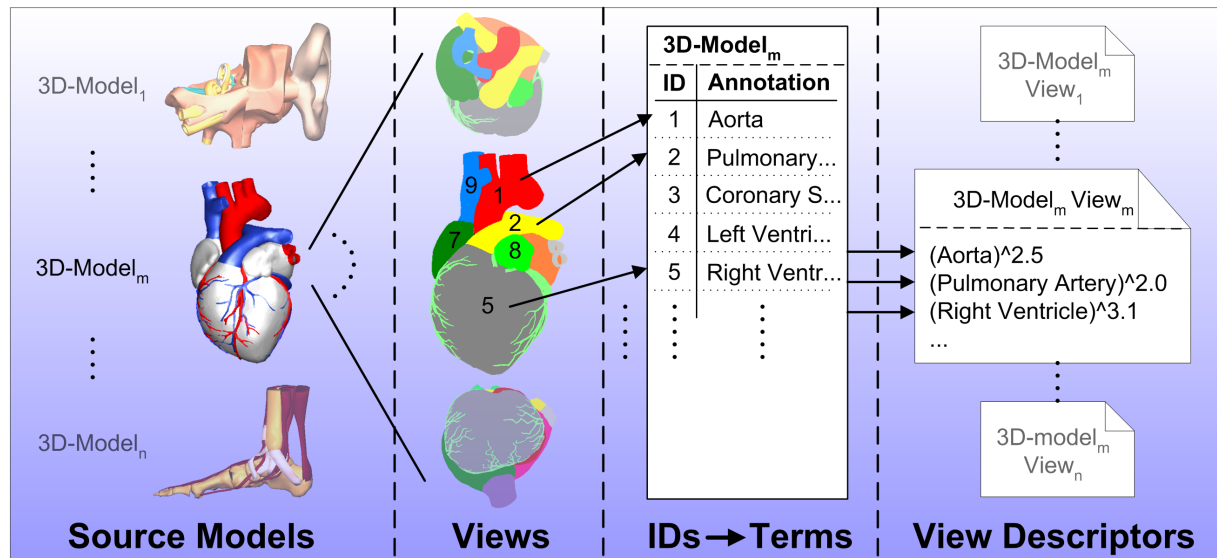 3D-Model₁
3D-Modelₘ
3D-Modelₙ
Source Models
9
1
2
7
8
5
Views
3D-Modelₘ
ID Annotation
1 Aorta
2 Pulmonary...
3 Coronary S...
4 Left Ventri...
5 Right Ventr...
IDs → Terms
3D-Modelₘ
View₁
3D-Modelₘ Viewₘ
(Aorta)^2.5
(Pulmonary Artery)^2.0
(Right Ventricle)^3.1
...
3D-modelₘ
Viewₙ
View Descriptors